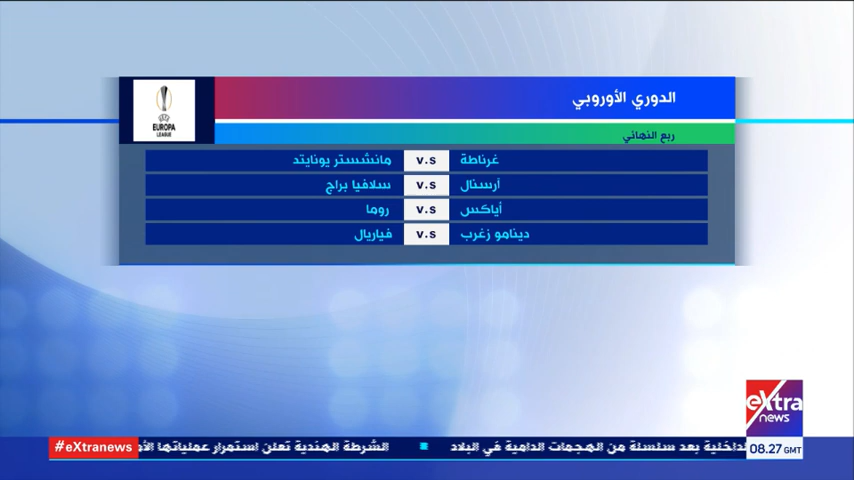 الدوري الأوروبي
UEFA
EUROPA
LEAGUE
ربع النهائي
غرناطة v.s مانشستر يونايتد
أرسنال v.s سلافيا براج
أياكس v.s روما
دينامو زغرب v.s فياريال
eXtra
news
08.27 GMT
#eXtranews
داخلية بعد سلسلة من الهجمات الدامية في البلاد
الشرطة الهندية تعلن استمرار عملياتها